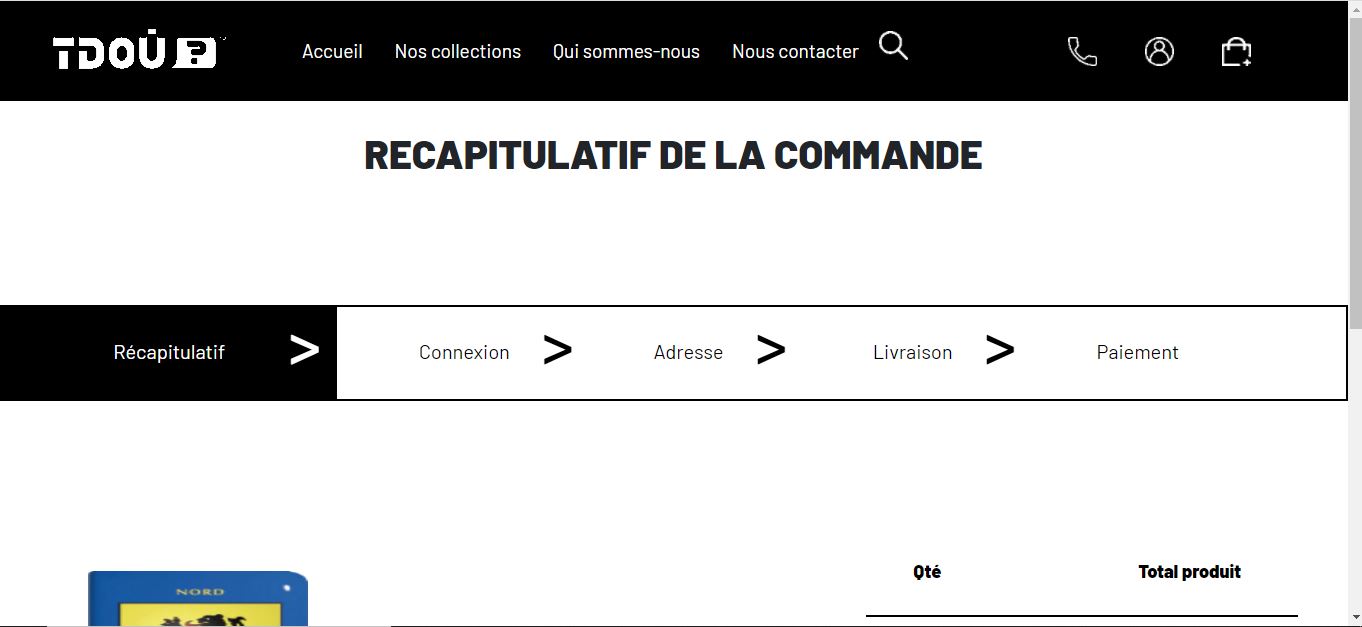 TDOÙ ?
Accueil Nos collections Qui sommes-nous Nous contacter
RECAPITULATIF DE LA COMMANDE
Récapitulatif > Connexion > Adresse > Livraison > Paiement
Qté Total produit
NORD